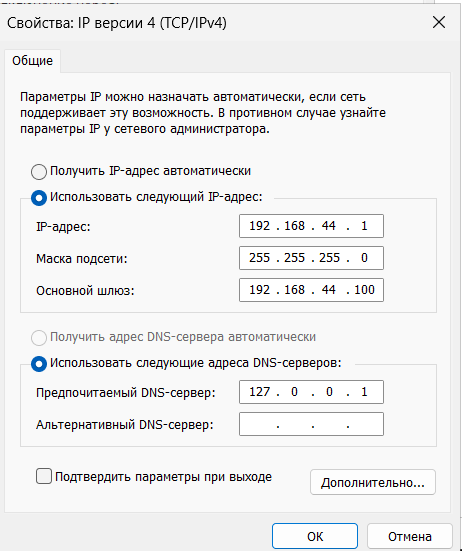 Свойства: IP версии 4 (TCP/IPv4)
Общие
Параметры IP можно назначать автоматически, если сеть
поддерживает эту возможность. В противном случае узнайте
параметры IP у сетевого администратора.
Получить IP-адрес автоматически
Использовать следующий IP-адрес:
IP-адрес: 192 . 168 . 44 . 1
Маска подсети: 255 . 255 . 255 . 0
Основной шлюз: 192 . 168 . 44 . 100
Получить адрес DNS-сервера автоматически
Использовать следующие адреса DNS-серверов:
Предпочитаемый DNS-сервер: 127 . 0 . 0 . 1
Альтернативный DNS-сервер: . . .
Подтвердить параметры при выходе
Дополнительно...
ОК Отмена